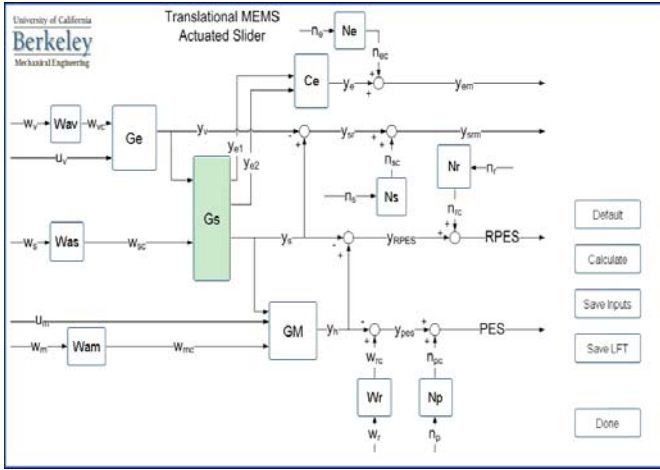 University of California
Berkeley
Mechanical Engineering
Translational MEMS
Actuated Slider
n_e
Ne
n_ec
Ce
y_e
y_em
w_v
Wav
w_vc
Ge
u_v
y_v
y_e1
y_e2
y_sr
y_srm
n_sc
n_s
Ns
Nr
n_r
n_rc
Gs
w_s
Was
w_sc
y_s
y_RPES
RPES
u_m
w_m
Wam
w_mc
GM
y_h
y_pes
PES
w_rc
n_pc
Wr
Np
w_r
n_p
Default
Calculate
Save Inputs
Save LFT
Done